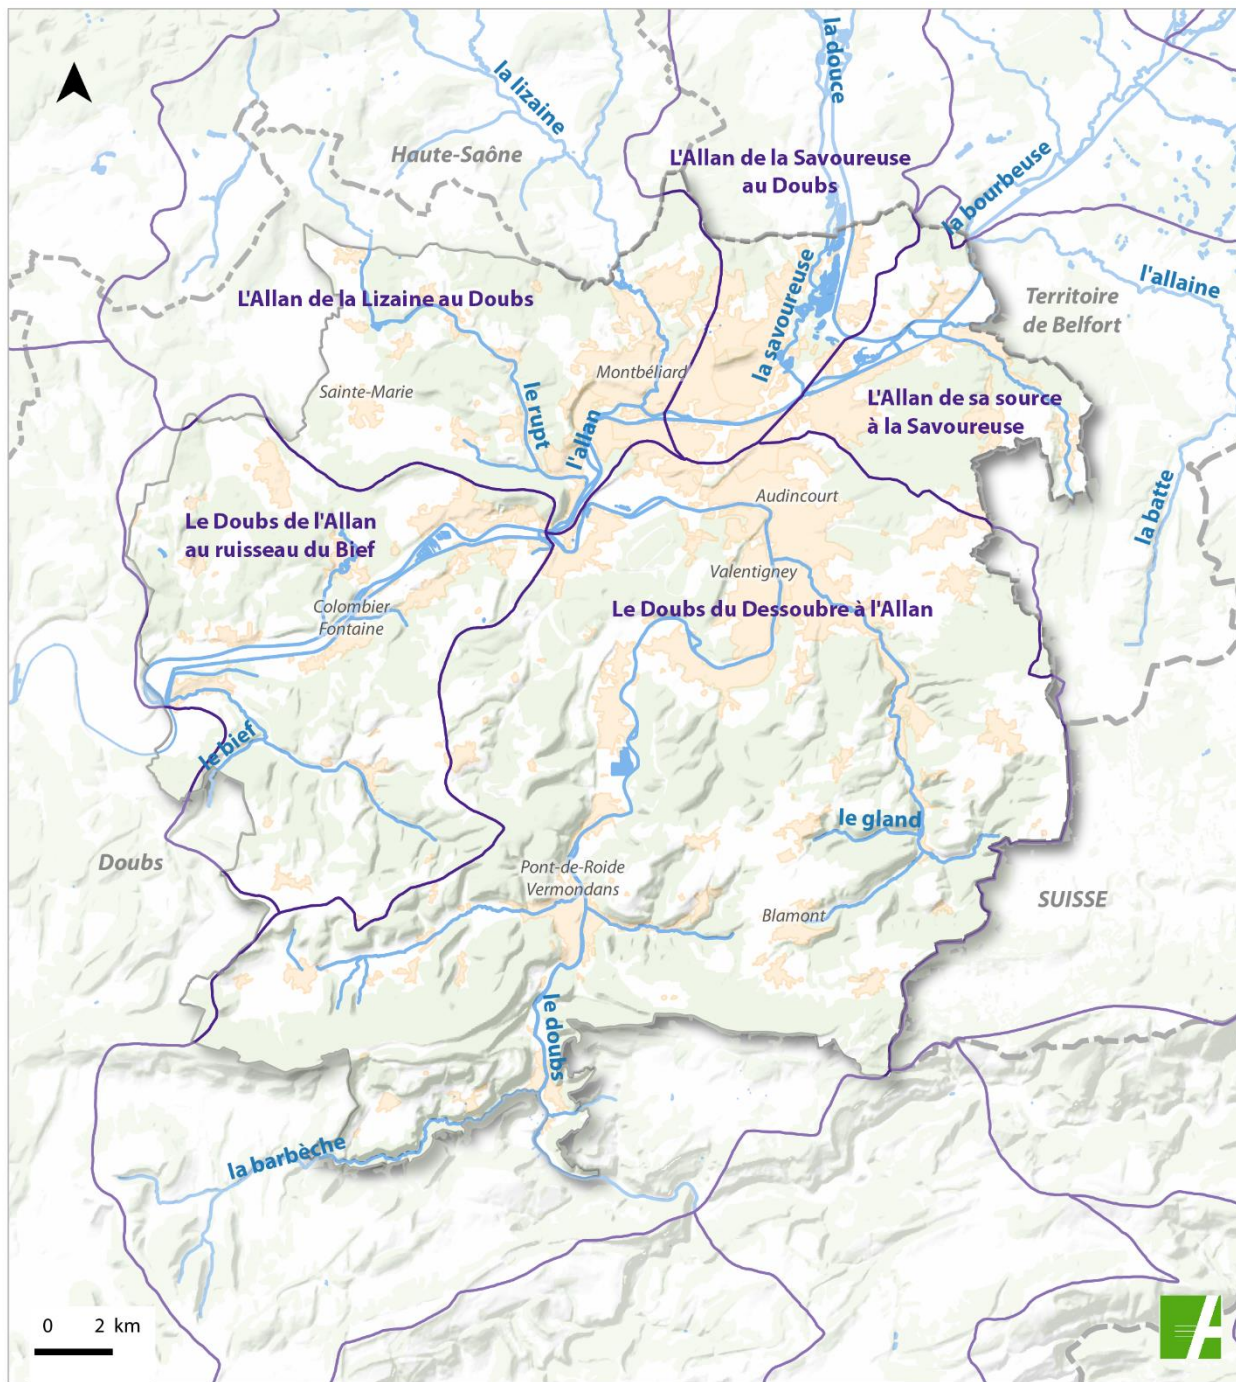 la douce
la lizaine
Haute-Saône
L'Allan de la Savoureuse
au Doubs
la bourbeuse
l'allaine
la savoureuse
L'Allan de la Lizaine au Doubs
Territoire
de Belfort
Montbéliard
Sainte-Marie
le rupt
l'allan
L'Allan de sa source
à la Savoureuse
la batte
Audincourt
Le Doubs de l'Allan
au ruisseau du Bief
Valentigney
Colombier
Fontaine
Le Doubs du Dessoubre à l'Allan
le bief
le gland
Doubs
Pont-de-Roide
Vermondans
Blamont
SUISSE
le doubs
la barbèche
0 2 km
A